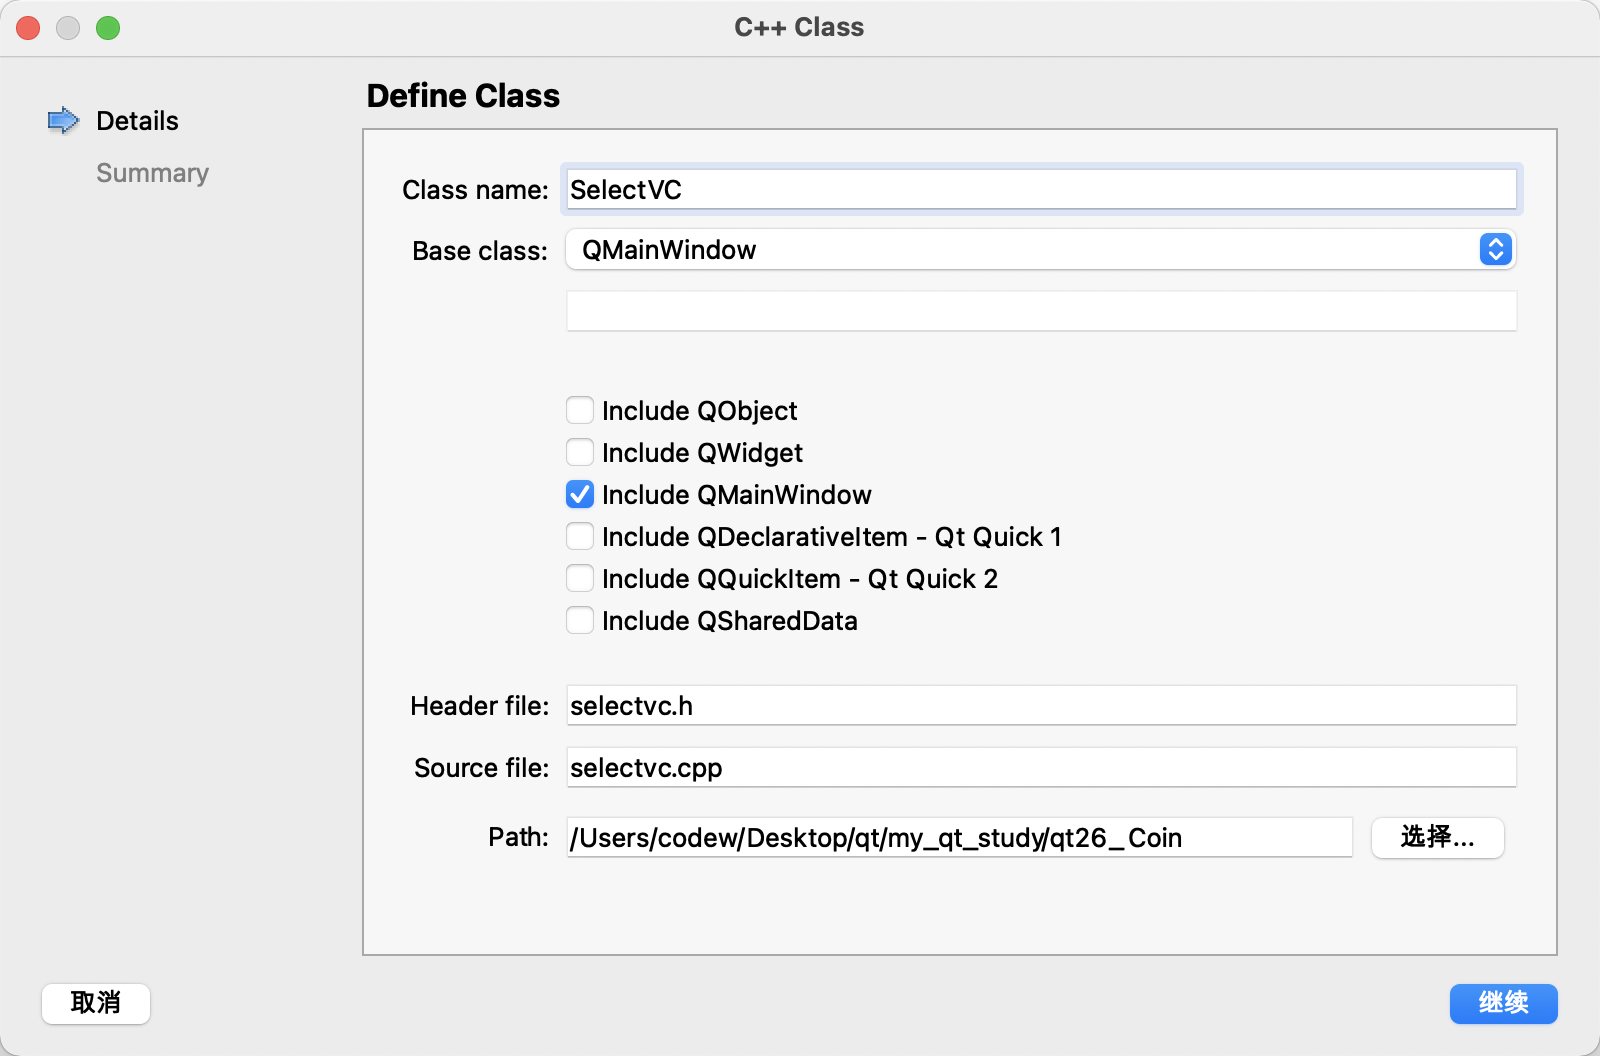 C++ Class
Details
Summary
Define Class
Class name: SelectVC
Base class: QMainWindow
Include QObject
Include QWidget
Include QMainWindow
Include QDeclarativeItem - Qt Quick 1
Include QQuickItem - Qt Quick 2
Include QSharedData
Header file: selectvc.h
Source file: selectvc.cpp
Path: /Users/codew/Desktop/qt/my_qt_study/qt26_Coin 选择...
取消 继续